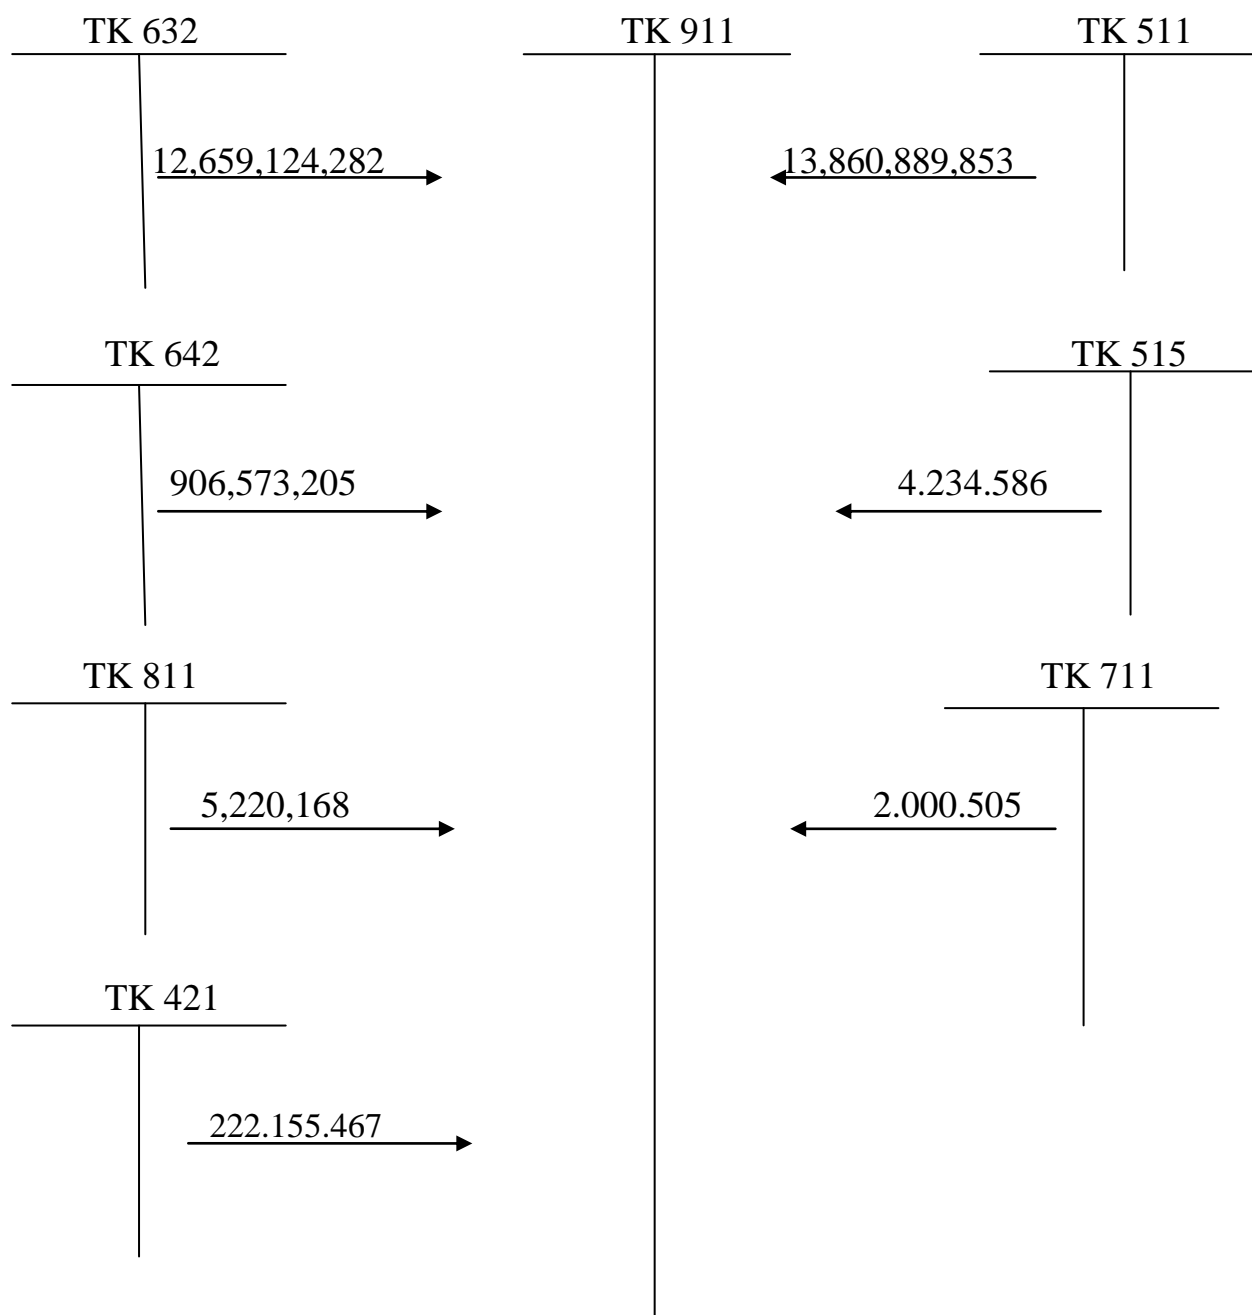 TK 632
TK 911
TK 511
12,659,124,282
13,860,889,853
TK 642
TK 515
906,573,205
4.234.586
TK 811
TK 711
5,220,168
2.000.505
TK 421
222.155.467